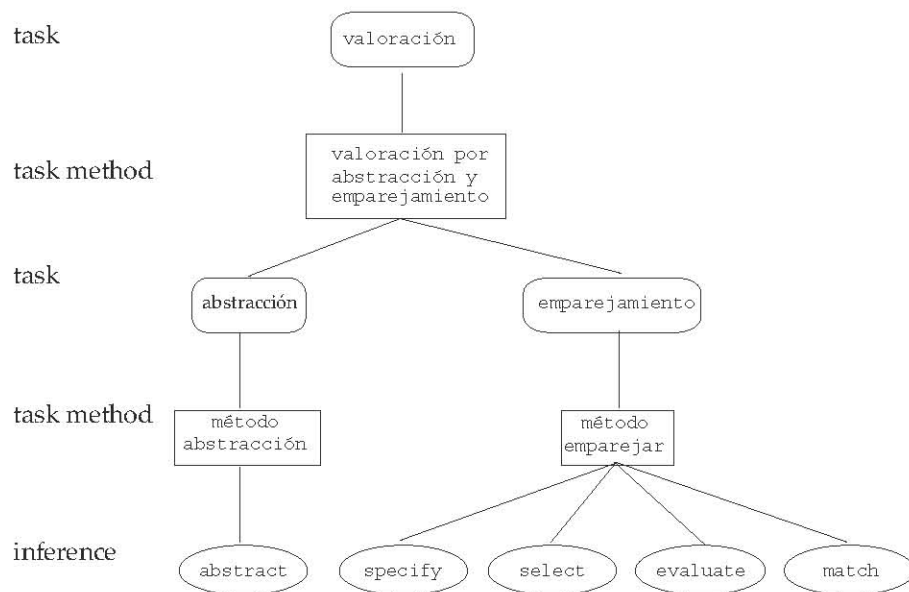 task
valoración
task method
valoración por
abstracción y
emparejamiento
task
abstracción
emparejamiento
task method
método
abstracción
método
emparejar
inference
abstract
specify
select
evaluate
match